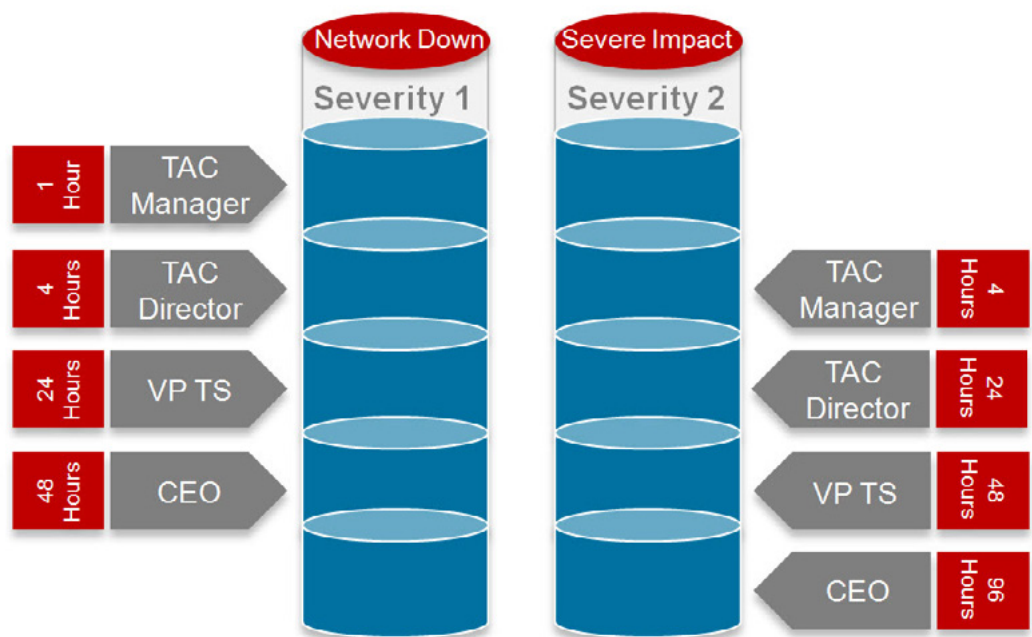 Network Down
Severity 1
1
Hour
TAC
Manager
4
Hours
TAC
Director
24
Hours
VP TS
48
Hours
CEO
Severe Impact
Severity 2
TAC
Manager
4
Hours
TAC
Director
24
Hours
VP TS
48
Hours
CEO
96
Hours